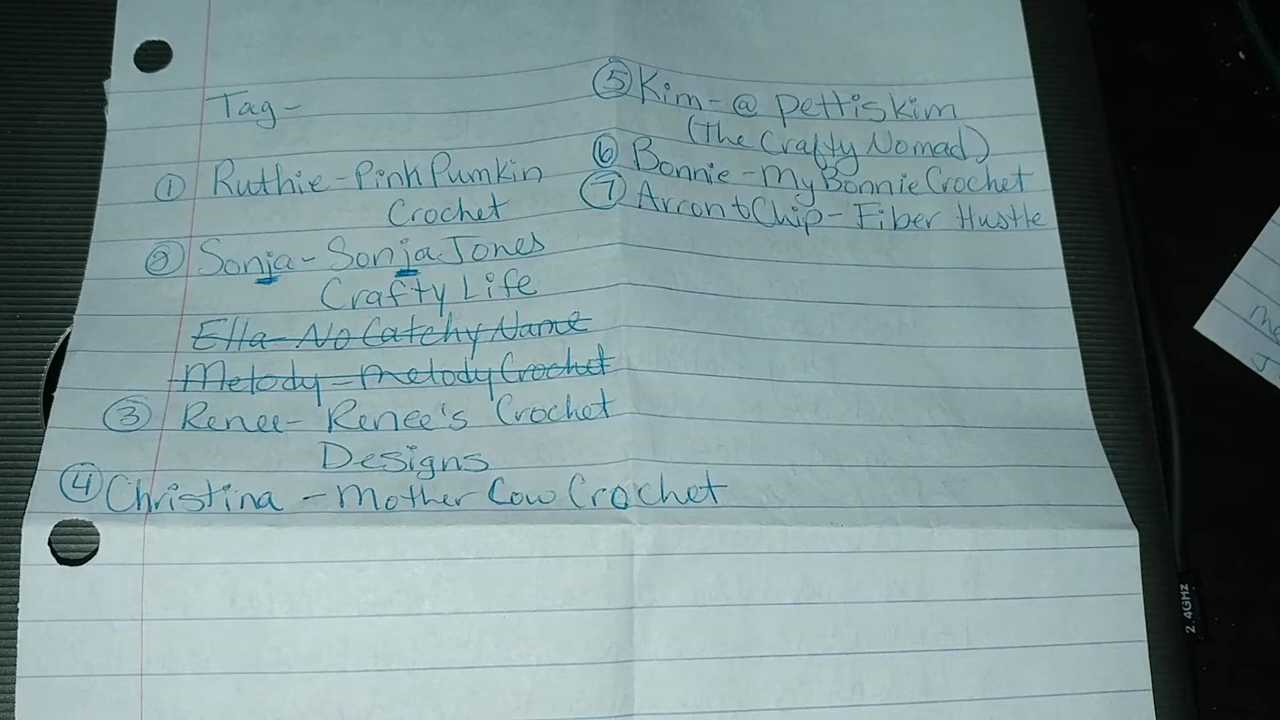 Tag-
① Ruthie - Pink Pumkin
Crochet
② Sonja - Sonja Jones
Crafty Life
Ella - No Catchy Name
Melody - Melody Crochet
③ Renee - Renee's Crochet
Designs
④ Christina - Mother Cow Crochet
⑤ Kim - @ pettiskim
(The Crafty Nomad)
⑥ Bonnie - My Bonnie Crochet
⑦ Arron & Chip - Fiber Hustle
2.4GHz